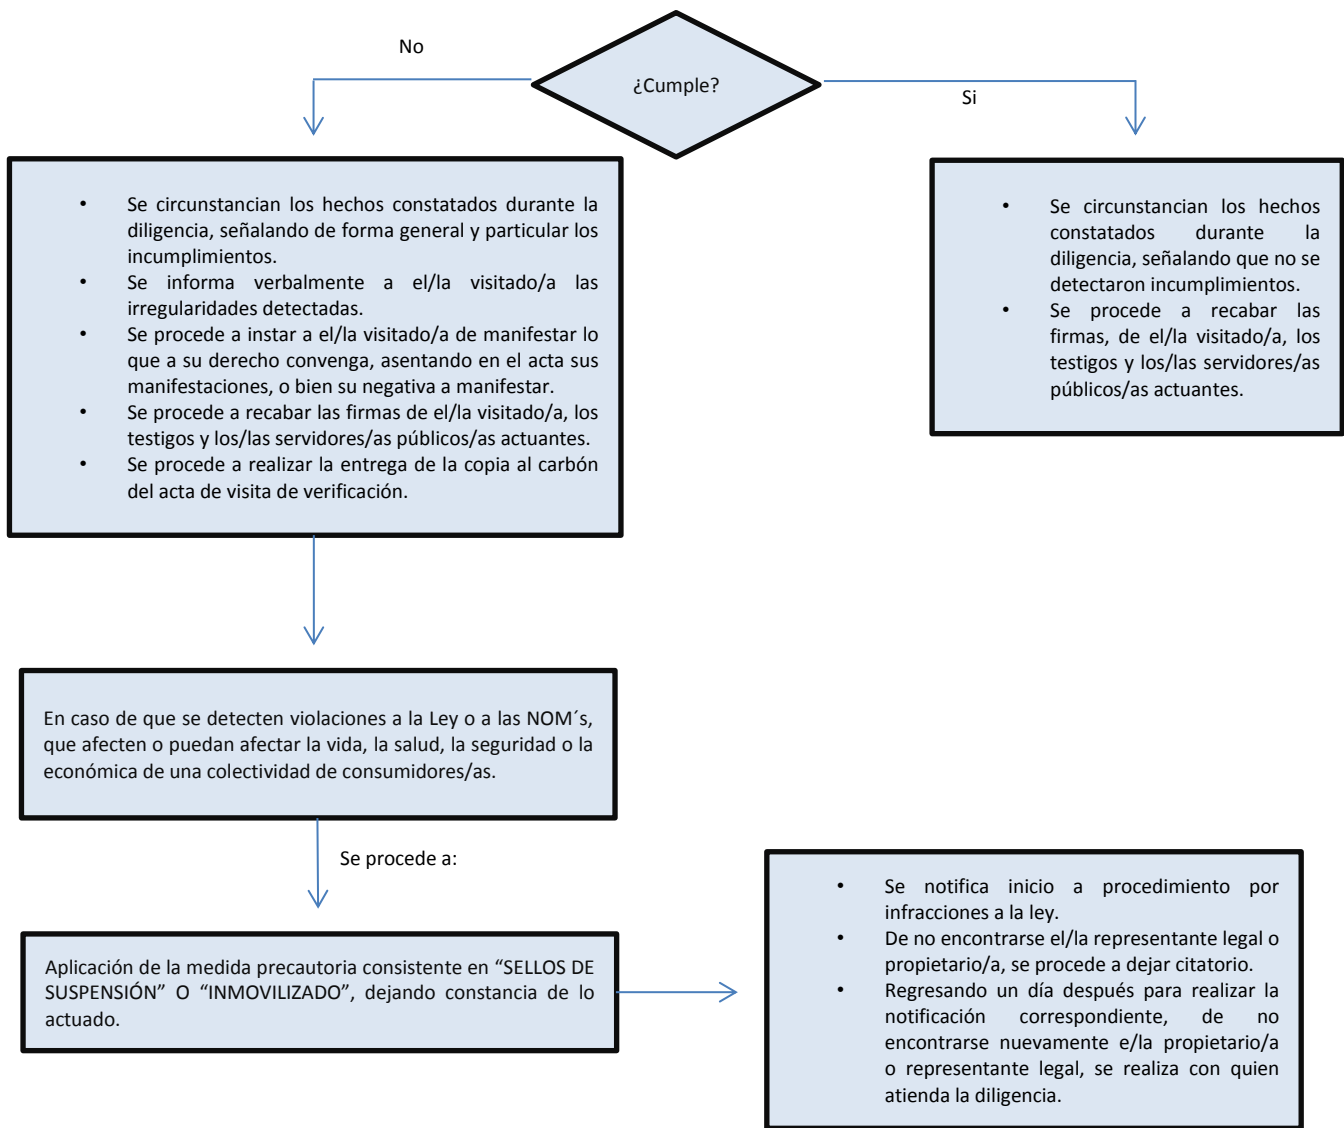 ¿Cumple?
No
Si
• Se circunstancian los hechos constatados durante la
diligencia, señalando de forma general y particular los
incumplimientos.
• Se informa verbalmente a el/la visitado/a las
irregularidades detectadas.
• Se procede a instar a el/la visitado/a de manifestar lo
que a su derecho convenga, asentando en el acta sus
manifestaciones, o bien su negativa a manifestar.
• Se procede a recabar las firmas de el/la visitado/a, los
testigos y los/las servidores/as públicos/as actuantes.
• Se procede a realizar la entrega de la copia al carbón
del acta de visita de verificación.
• Se circunstancian los hechos
constatados durante la
diligencia, señalando que no se
detectaron incumplimientos.
• Se procede a recabar las
firmas, de el/la visitado/a, los
testigos y los/las servidores/as
públicos/as actuantes.
En caso de que se detecten violaciones a la Ley o a las NOM´s,
que afecten o puedan afectar la vida, la salud, la seguridad o la
económica de una colectividad de consumidores/as.
Se procede a:
Aplicación de la medida precautoria consistente en “SELLOS DE
SUSPENSIÓN” O “INMOVILIZADO”, dejando constancia de lo
actuado.
• Se notifica inicio a procedimiento por
infracciones a la ley.
• De no encontrarse el/la representante legal o
propietario/a, se procede a dejar citatorio.
• Regresando un día después para realizar la
notificación correspondiente, de no
encontrarse nuevamente e/la propietario/a
o representante legal, se realiza con quien
atienda la diligencia.